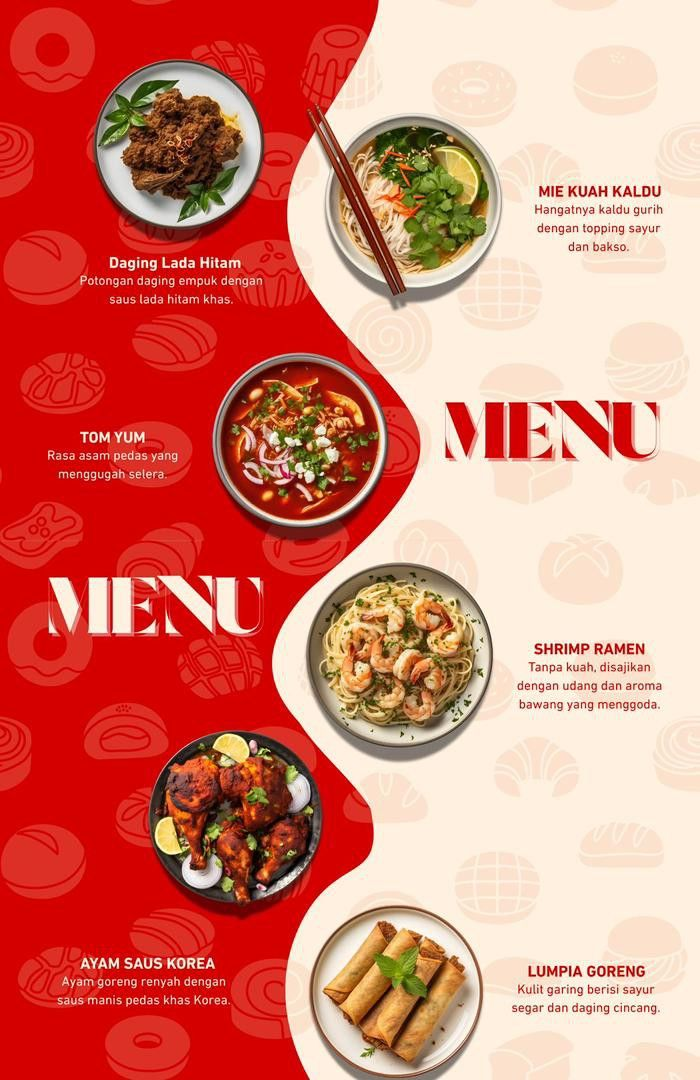 Daging Lada Hitam
Potongan daging empuk dengan
saus lada hitam khas.
MIE KUAH KALDU
Hangatnya kaldu gurih
dengan topping sayur
dan bakso.
TOM YUM
Rasa asam pedas yang
menggugah selera.
MENU
MENU
SHRIMP RAMEN
Tanpa kuah, disajikan
dengan udang dan aroma
bawang yang menggoda.
AYAM SAUS KOREA
Ayam goreng renyah dengan
saus manis pedas khas Korea.
LUMPIA GORENG
Kulit garing berisi sayur
segar dan daging cincang.